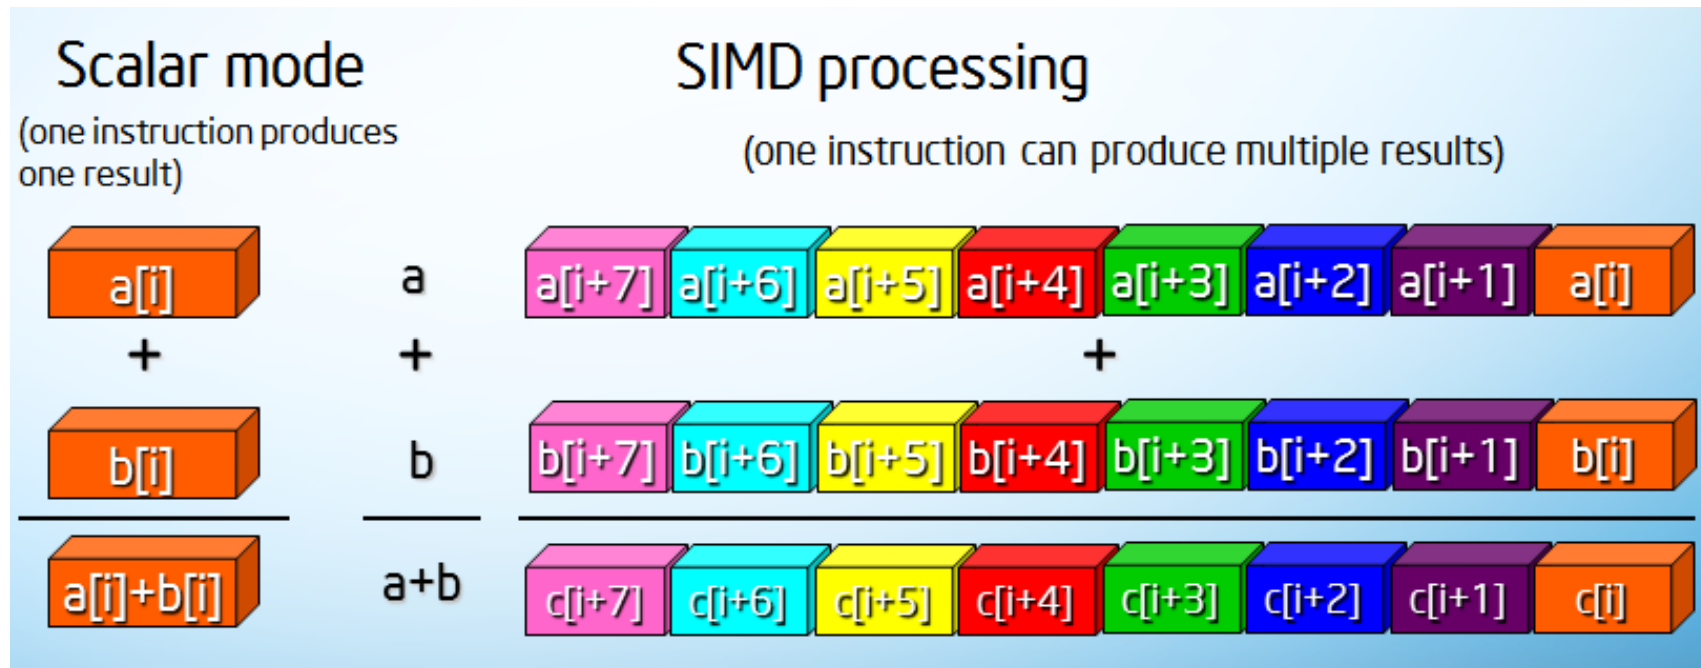 Scalar mode
(one instruction produces
one result)
SIMD processing
(one instruction can produce multiple results)
a[i] a a[i+7] a[i+6] a[i+5] a[i+4] a[i+3] a[i+2] a[i+1] a[i]
+ + +
b[i] b b[i+7] b[i+6] b[i+5] b[i+4] b[i+3] b[i+2] b[i+1] b[i]
a[i]+b[i] a+b c[i+7] c[i+6] c[i+5] c[i+4] c[i+3] c[i+2] c[i+1] c[i]